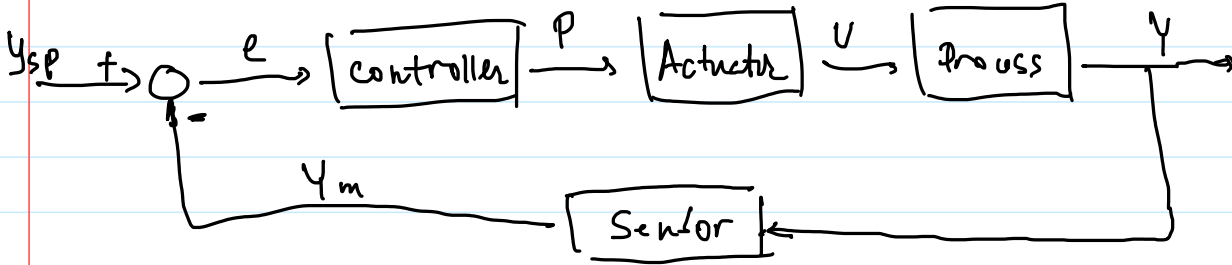 Ysp + e controller P Actuator U Process Y
-
Ym
Sensor